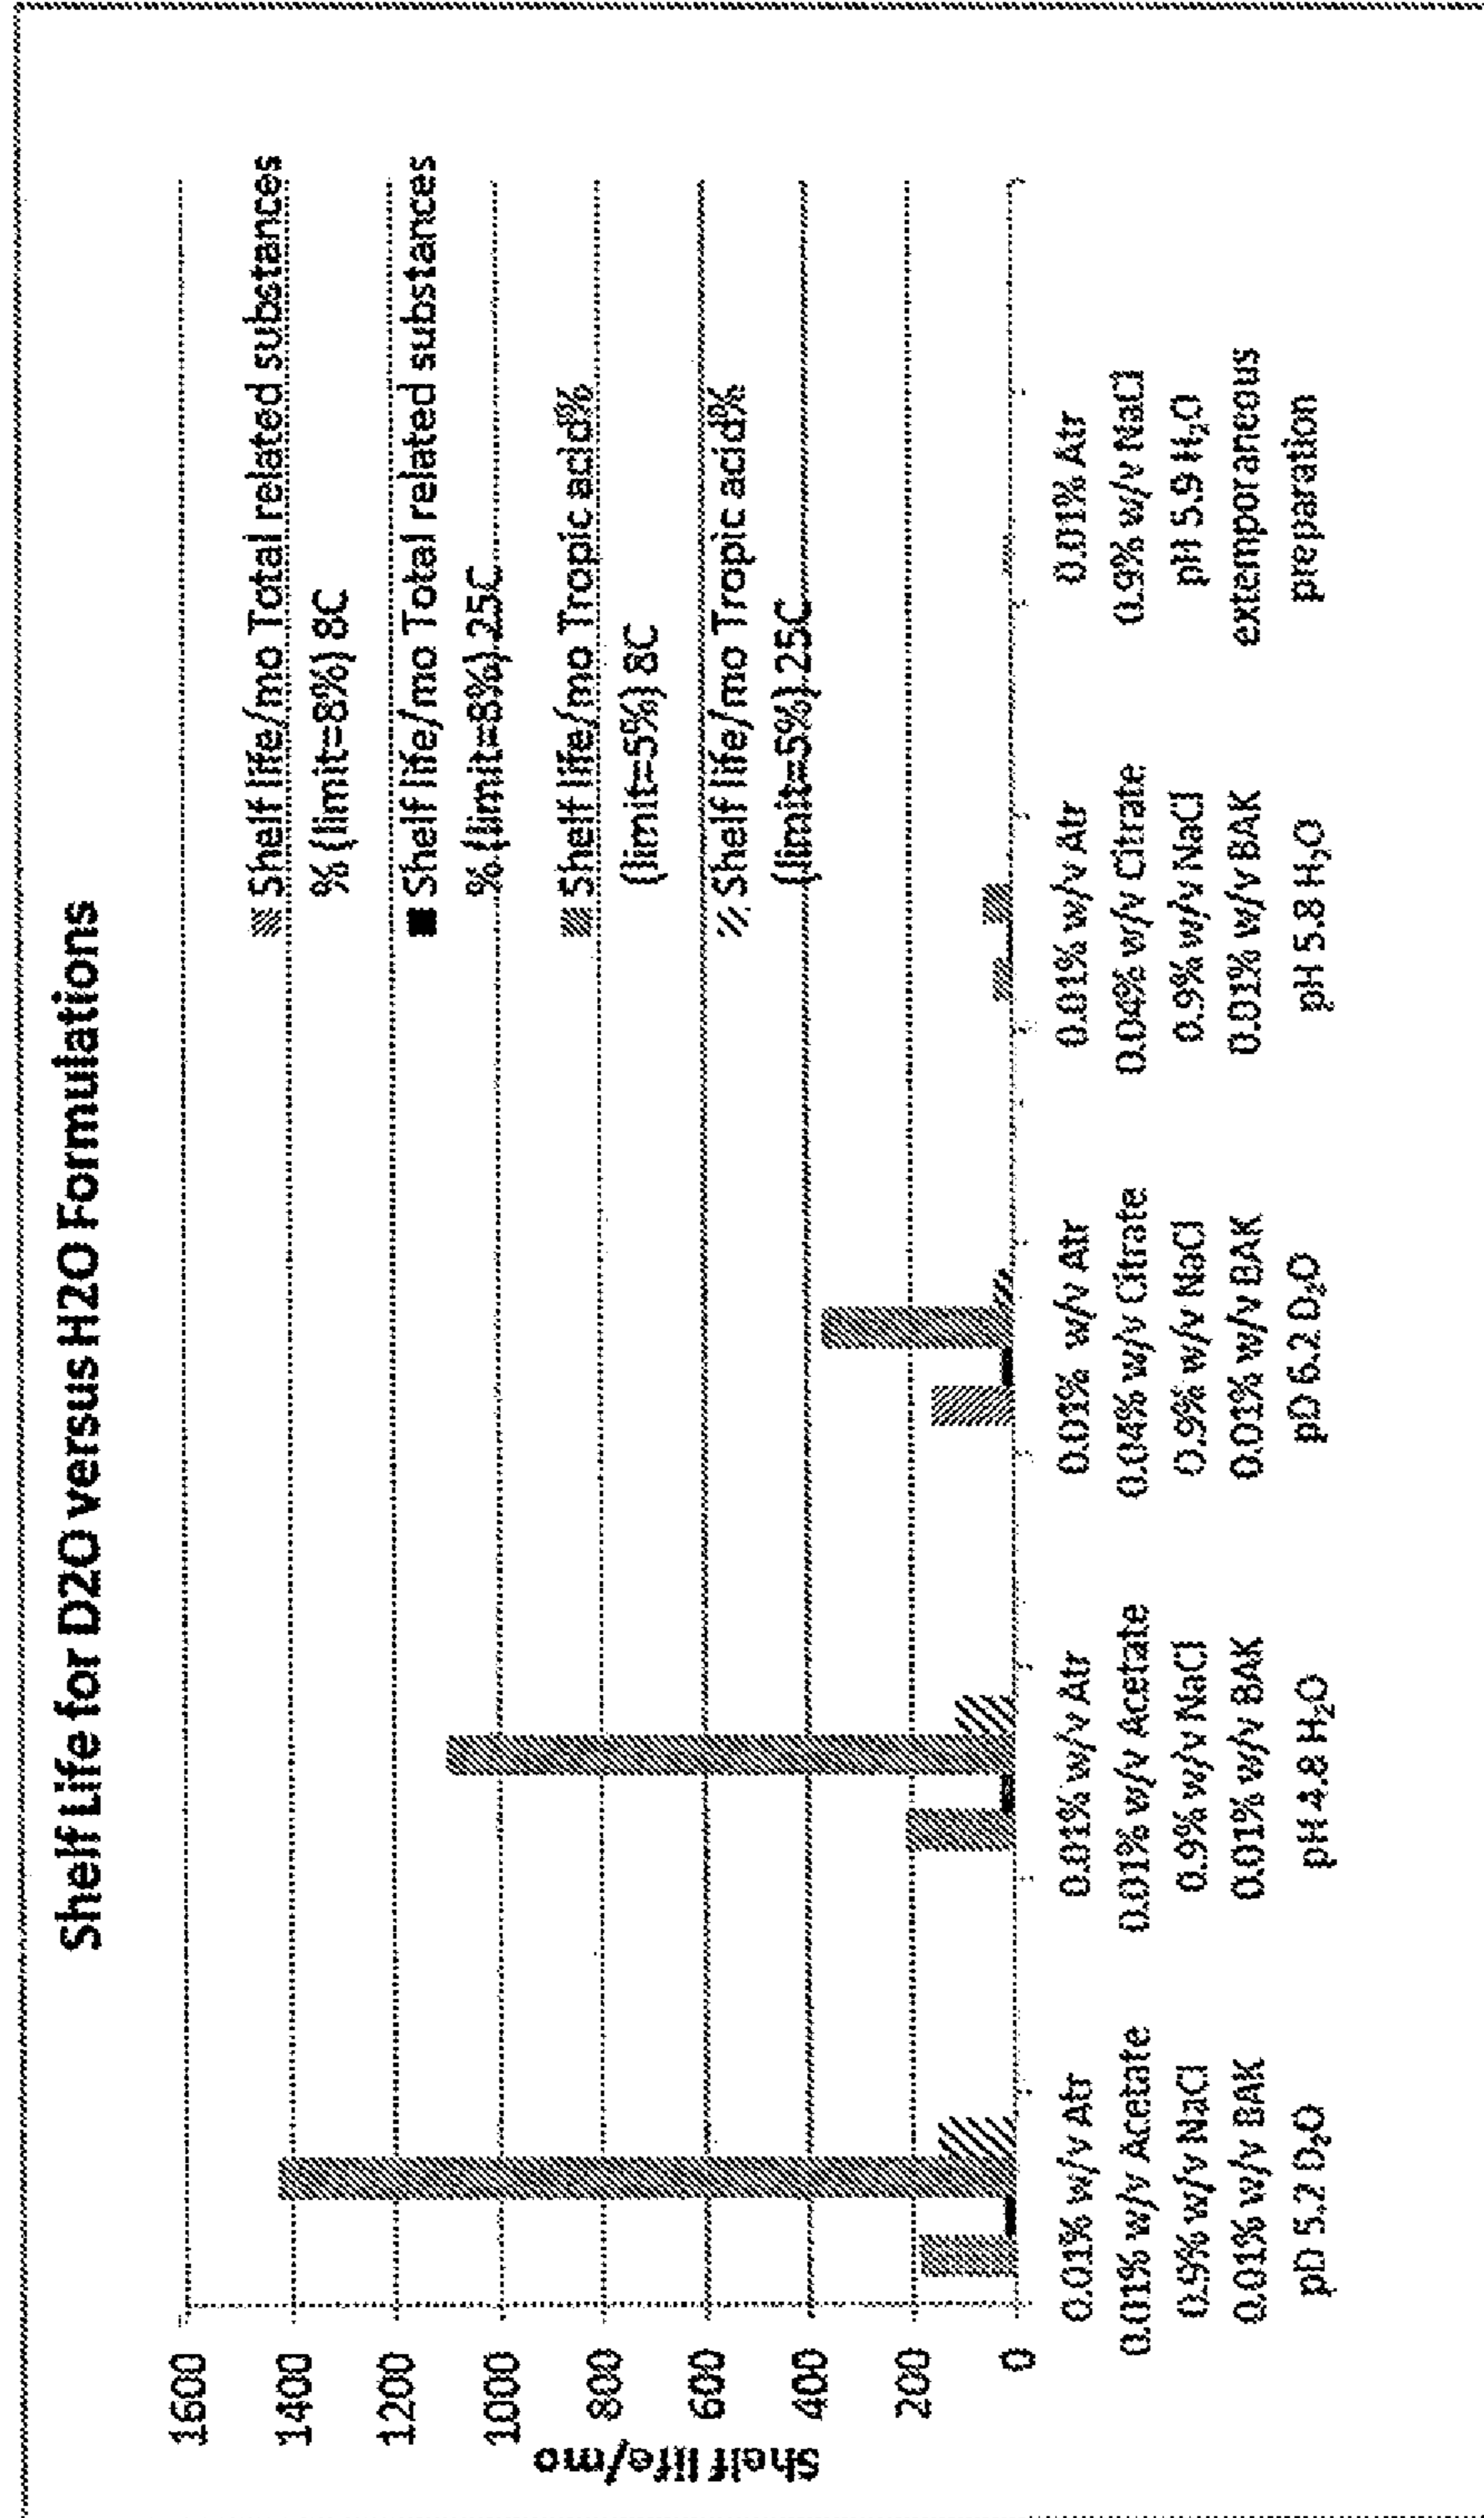 Shelf Life for D2O versus H2O Formulations
Shelf life/mo
1600
1400
1200
1000
800
600
400
200
0
Shelf life/mo Total related substances
% (limit=8%) 8C
Shelf life/mo Total related substances
% (limit=8%) 25C
Shelf life/mo Tropic acid%
(limit=5%) 8C
Shelf life/mo Tropic acid%
(limit=5%) 25C
0.01% w/v Atr
0.01% w/v Acetate
0.9% w/v NaCl
0.01% w/v BAK
pD 5.2 D₂O
0.01% w/v Atr
0.01% w/v Acetate
0.9% w/v NaCl
0.01% w/v BAK
pH 4.8 H₂O
0.01% w/v Atr
0.04% w/v Citrate
0.9% w/v NaCl
0.01% w/v BAK
pD 6.2 D₂O
0.01% w/v Atr
0.04% w/v Citrate
0.9% w/v NaCl
0.01% w/v BAK
pH 5.8 H₂O
0.01% Atr
0.9% w/v NaCl
pH 5.9 H₂O
extemporaneous
preparation